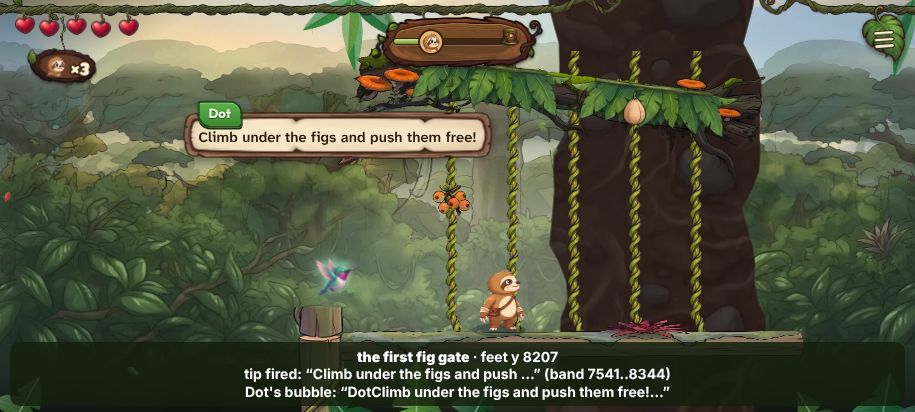 ×3
Dot
Climb under the figs and push them free!
the first fig gate · feet y 8207
tip fired: “Climb under the figs and push ...” (band 7541..8344)
Dot's bubble: “DotClimb under the figs and push them free!...”